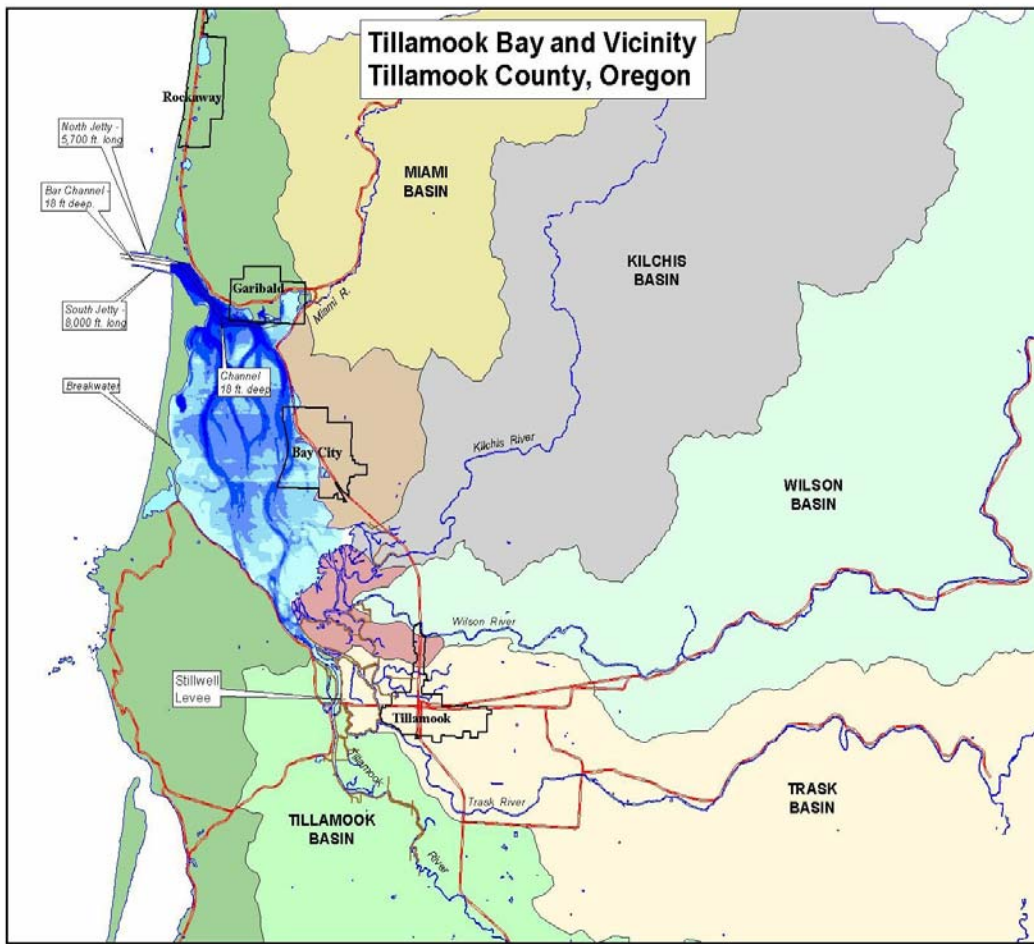 Tillamook Bay and Vicinity
Tillamook County, Oregon
Rockaway
North Jetty -
5,700 ft. long
Bar Channel -
18 ft deep.
South Jetty -
8,000 ft. long
Breakwater
Garibald
Miami R.
MIAMI
BASIN
KILCHIS
BASIN
Channel
18 ft. deep
Bay City
Kilchis River
WILSON
BASIN
Wilson River
Stillwell
Levee
Tillamook
Tillamook
River
Trask River
TRASK
BASIN
TILLAMOOK
BASIN